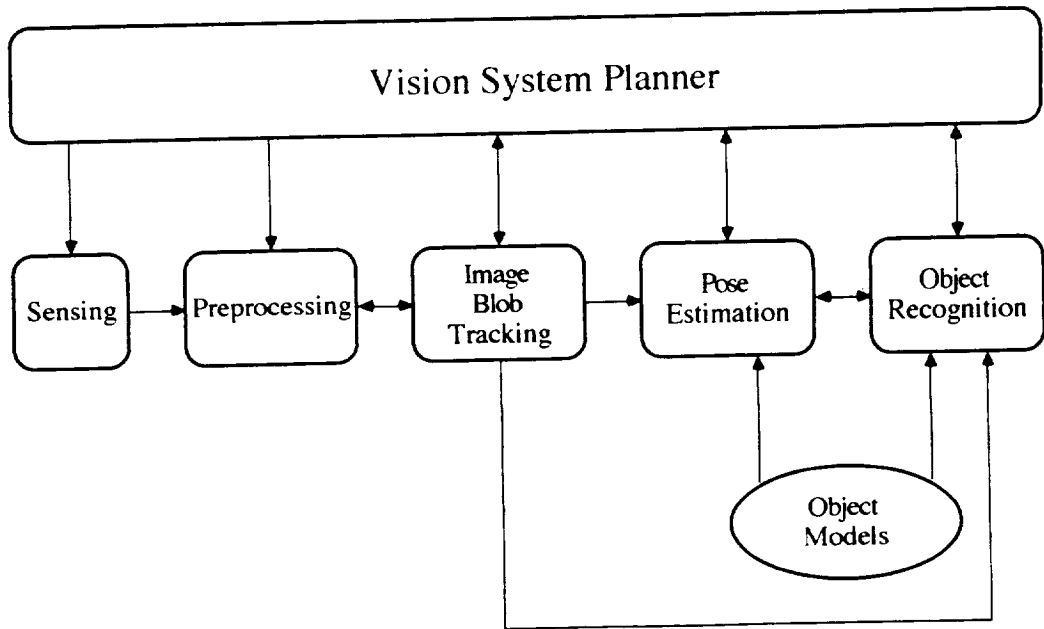 Vision System Planner
Sensing
Preprocessing
Image
Blob
Tracking
Pose
Estimation
Object
Recognition
Object
Models